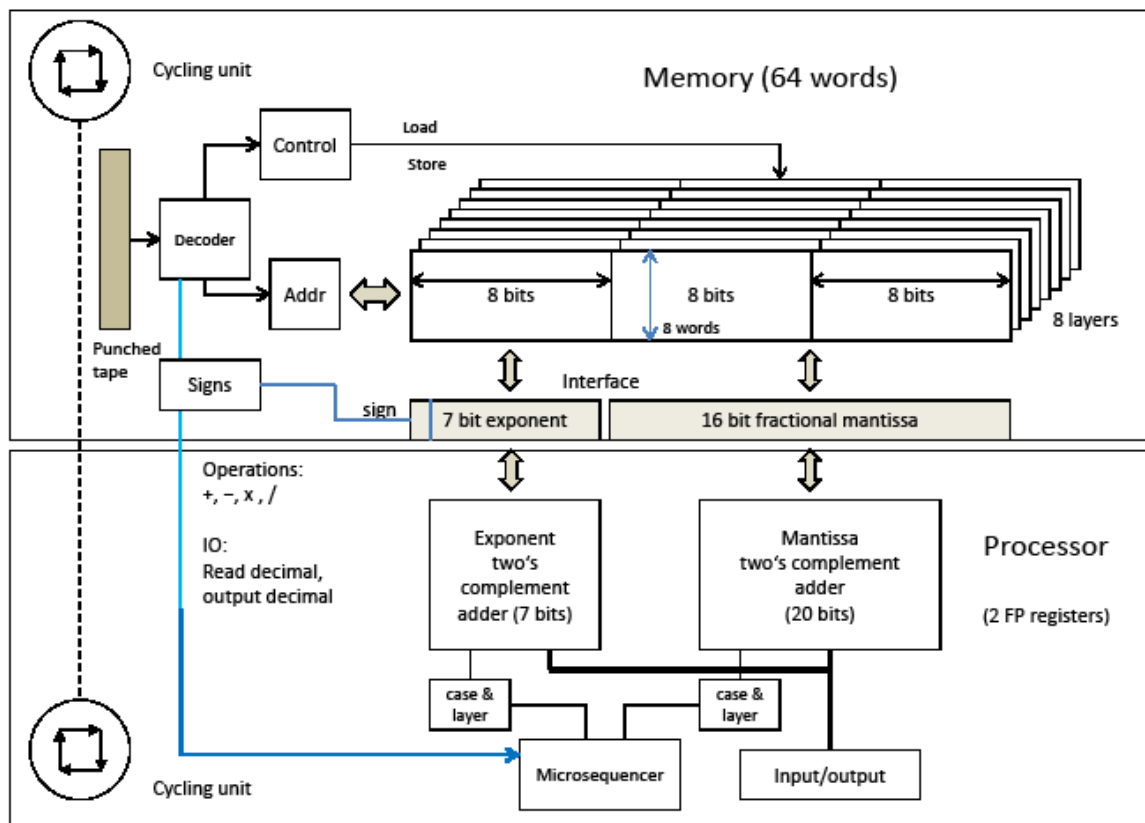 Cycling unit
Memory (64 words)
Control
Load
Store
Decoder
Addr
8 bits
8 bits
8 bits
8 words
8 layers
Punched
tape
Signs
Interface
sign
7 bit exponent
16 bit fractional mantissa
Operations:
+, −, x , /
IO:
Read decimal,
output decimal
Exponent
two‘s
complement
adder (7 bits)
Mantissa
two‘s complement
adder
(20 bits)
Processor
(2 FP registers)
case &
layer
case &
layer
Microsequencer
Input/output
Cycling unit